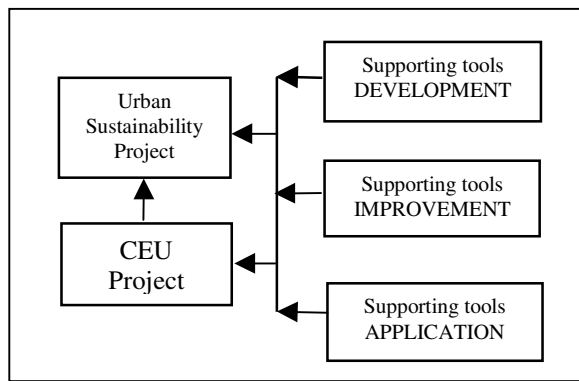 Urban
Sustainability
Project
CEU
Project
Supporting tools
DEVELOPMENT
Supporting tools
IMPROVEMENT
Supporting tools
APPLICATION